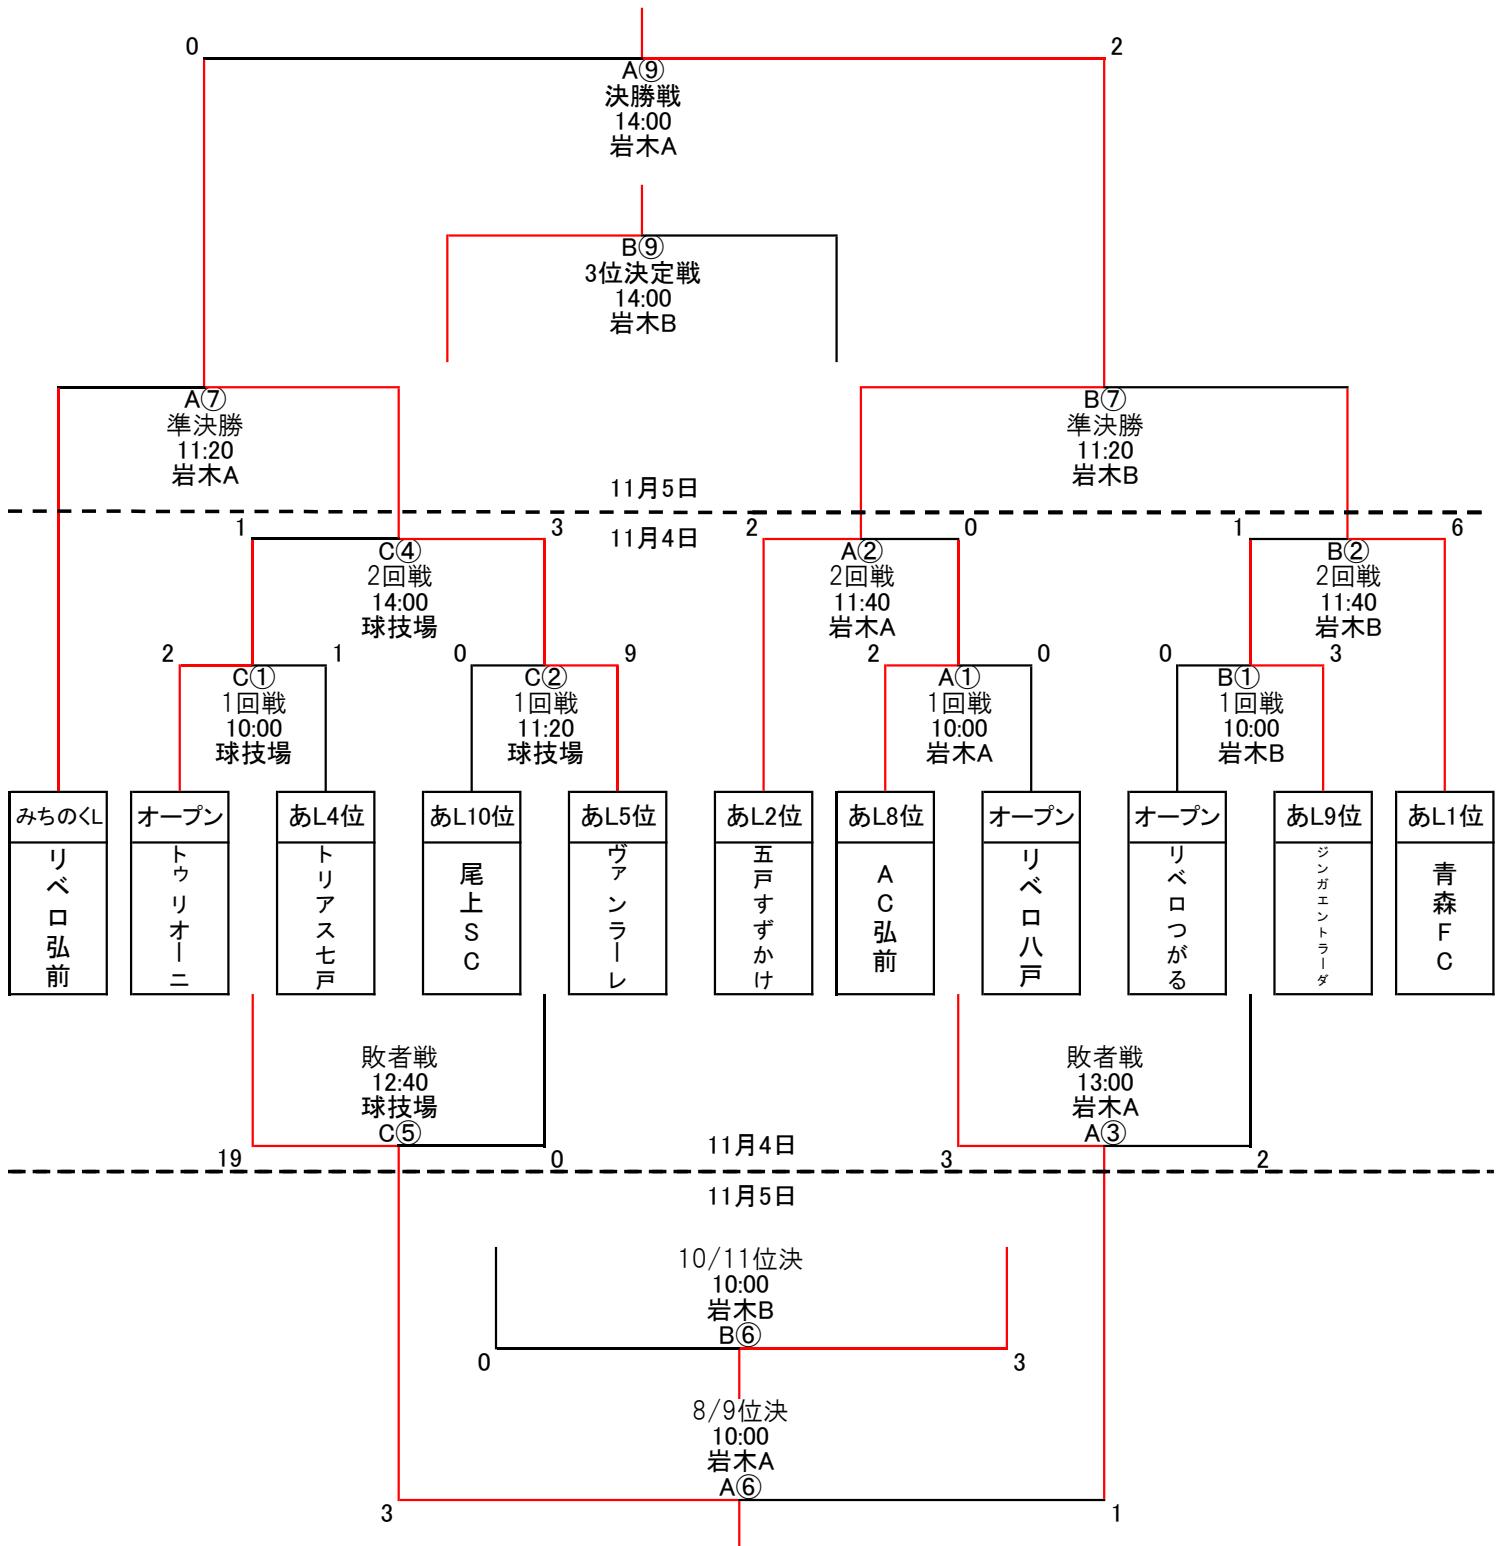 0
2
A⑨
決勝戦
14:00
岩木A
B⑨
3位決定戦
14:00
岩木B
A⑦
準決勝
11:20
岩木A
B⑦
準決勝
11:20
岩木B
11月5日
11月4日
1
3
C④
2回戦
14:00
球技場
2
0
A②
2回戦
11:40
岩木A
1
6
B②
2回戦
11:40
岩木B
2
1
C①
1回戦
10:00
球技場
0
9
C②
1回戦
11:20
球技場
2
0
A①
1回戦
10:00
岩木A
0
3
B①
1回戦
10:00
岩木B
みちのくL
リベロ弘前
オープン
トゥリオーニ
あL4位
トリアス七戸
あL10位
尾上SC
あL5位
ヴァンラーレ
あL2位
五戸すずかけ
あL8位
AC弘前
オープン
リベロ八戸
オープン
リベロつがる
あL9位
ジンガエントラーダ
あL1位
青森FC
敗者戦
12:40
球技場
C⑤
19
0
敗者戦
13:00
岩木A
A③
3
2
11月4日
11月5日
10/11位決
10:00
岩木B
B⑥
0
3
8/9位決
10:00
岩木A
A⑥
3
1